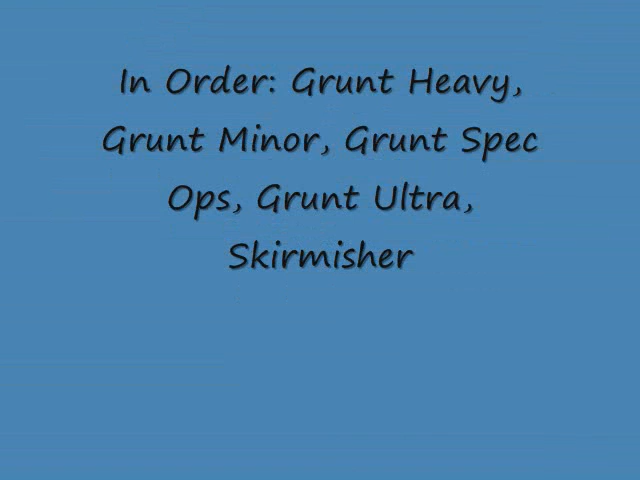 In Order: Grunt Heavy,
Grunt Minor, Grunt Spec
Ops, Grunt Ultra,
Skirmisher